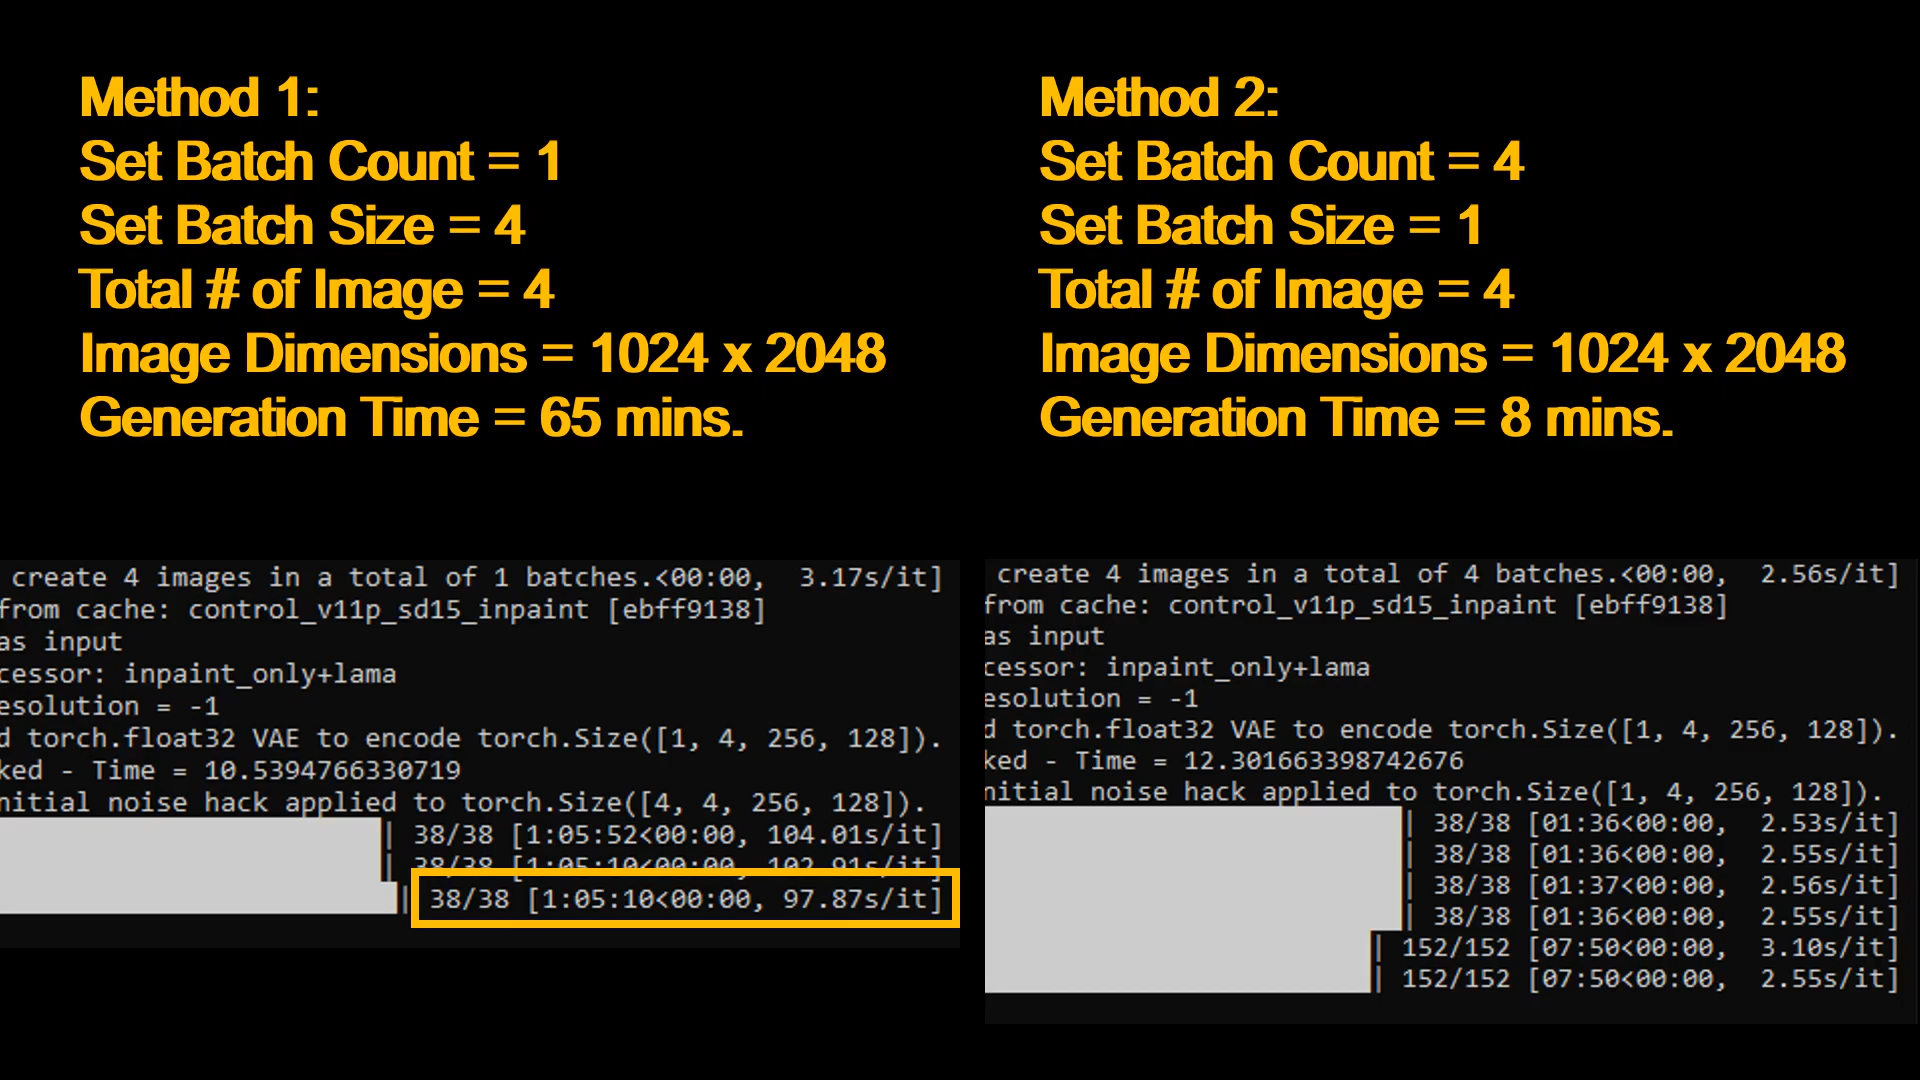 Method 1:
Set Batch Count = 1
Set Batch Size = 4
Total # of Image = 4
Image Dimensions = 1024 x 2048
Generation Time = 65 mins.
Method 2:
Set Batch Count = 4
Set Batch Size = 1
Total # of Image = 4
Image Dimensions = 1024 x 2048
Generation Time = 8 mins.
create 4 images in a total of 1 batches.<00:00, 3.17s/it]
from cache: control_v11p_sd15_inpaint [ebff9138]
as input
cessor: inpaint_only+lama
esolution = -1
d torch.float32 VAE to encode torch.Size([1, 4, 256, 128]).
ked - Time = 10.5394766330719
nitial noise hack applied to torch.Size([4, 4, 256, 128]).
| 38/38 [1:05:52<00:00, 104.01s/it]
| 38/38 [1:05:10<00:00, 102.91s/it]
| 38/38 [1:05:10<00:00, 97.87s/it]
create 4 images in a total of 4 batches.<00:00, 2.56s/it]
from cache: control_v11p_sd15_inpaint [ebff9138]
as input
cessor: inpaint_only+lama
esolution = -1
d torch.float32 VAE to encode torch.Size([1, 4, 256, 128]).
ked - Time = 12.301663398742676
nitial noise hack applied to torch.Size([1, 4, 256, 128]).
| 38/38 [01:36<00:00, 2.53s/it]
| 38/38 [01:36<00:00, 2.55s/it]
| 38/38 [01:37<00:00, 2.56s/it]
| 38/38 [01:36<00:00, 2.55s/it]
| 152/152 [07:50<00:00, 3.10s/it]
| 152/152 [07:50<00:00, 2.55s/it]